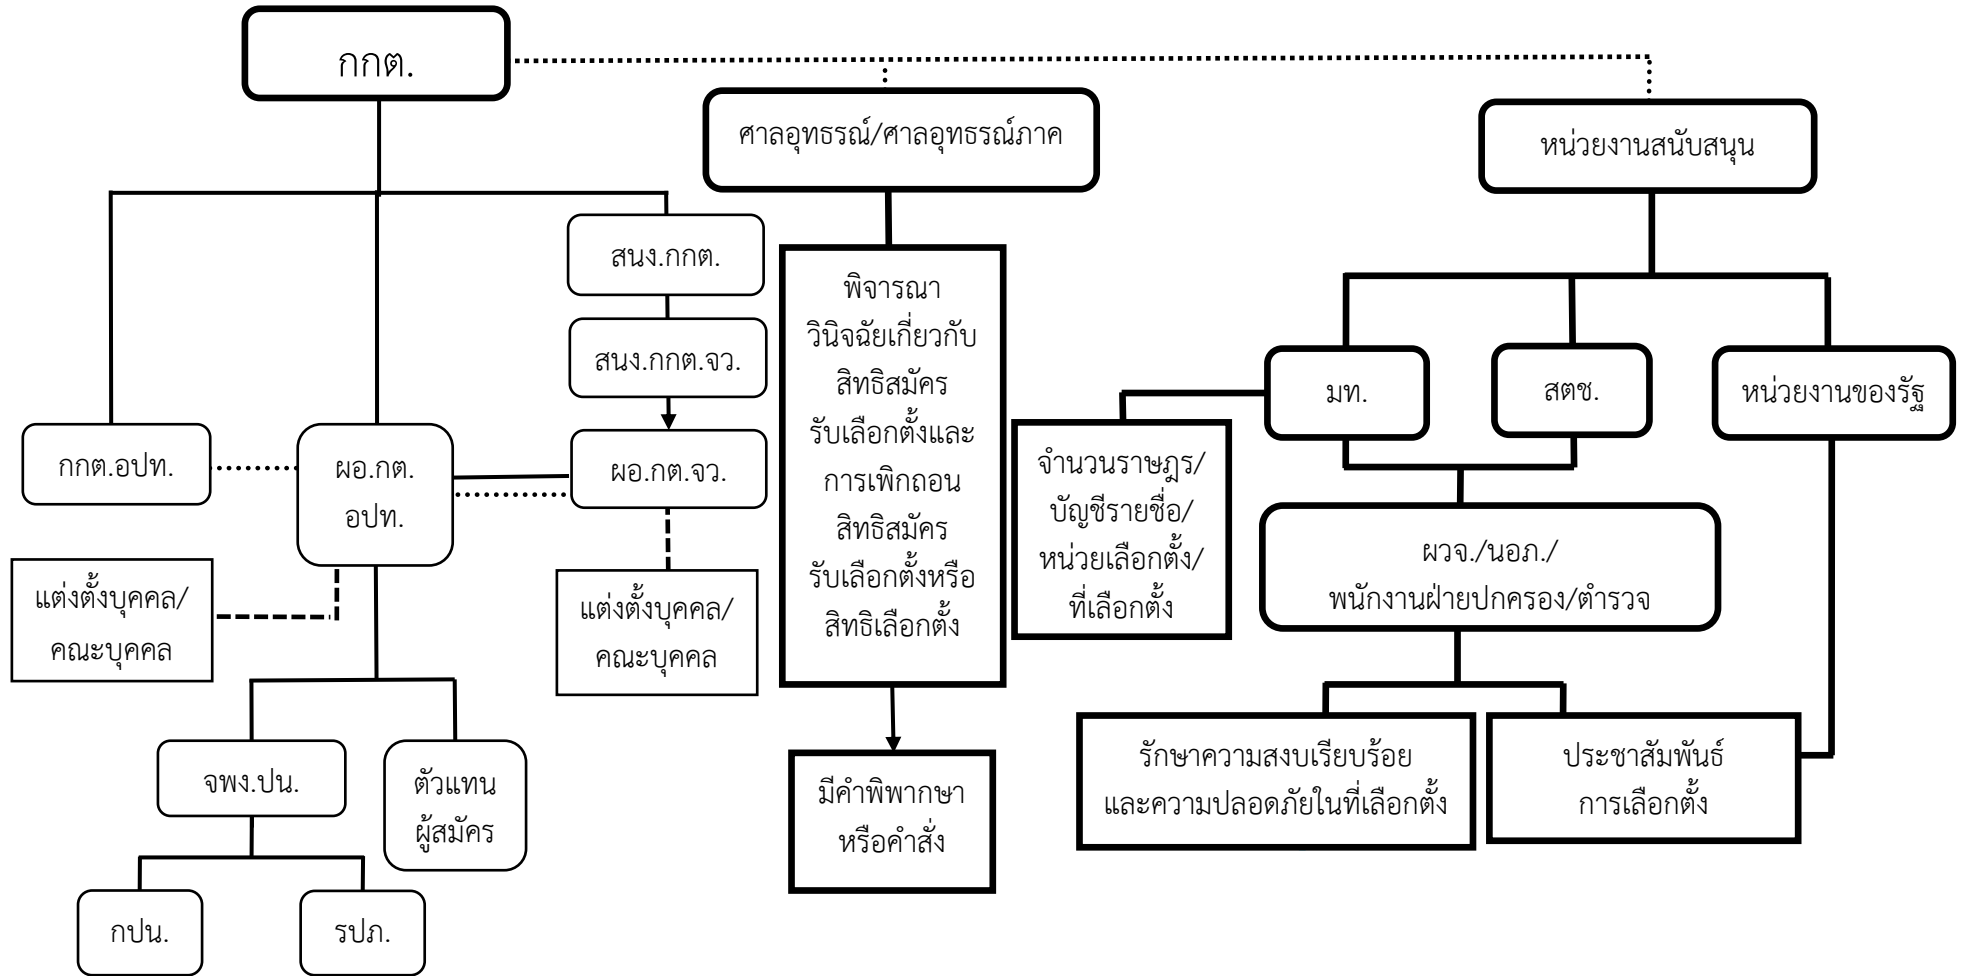 กกต.
ศาลอุทธรณ์/ศาลอุทธรณ์ภาค
หน่วยงานสนับสนุน
สนง.กกต.
สนง.กกต.จว.
กกต.อปท.
ผอ.กต.
อปท.
ผอ.กต.จว.
แต่งตั้งบุคคล/
คณะบุคคล
แต่งตั้งบุคคล/
คณะบุคคล
จพง.ปน.
ตัวแทน
ผู้สมัคร
กปน.
รปภ.
พิจารณา
วินิจฉัยเกี่ยวกับ
สิทธิสมัคร
รับเลือกตั้งและ
การเพิกถอน
สิทธิสมัคร
รับเลือกตั้งหรือ
สิทธิเลือกตั้ง
มีคำพิพากษา
หรือคำสั่ง
มท.
สตช.
หน่วยงานของรัฐ
จำนวนราษฎร/
บัญชีรายชื่อ/
หน่วยเลือกตั้ง/
ที่เลือกตั้ง
ผวจ./นอภ./
พนักงานฝ่ายปกครอง/ตำรวจ
รักษาความสงบเรียบร้อย
และความปลอดภัยในที่เลือกตั้ง
ประชาสัมพันธ์
การเลือกตั้ง